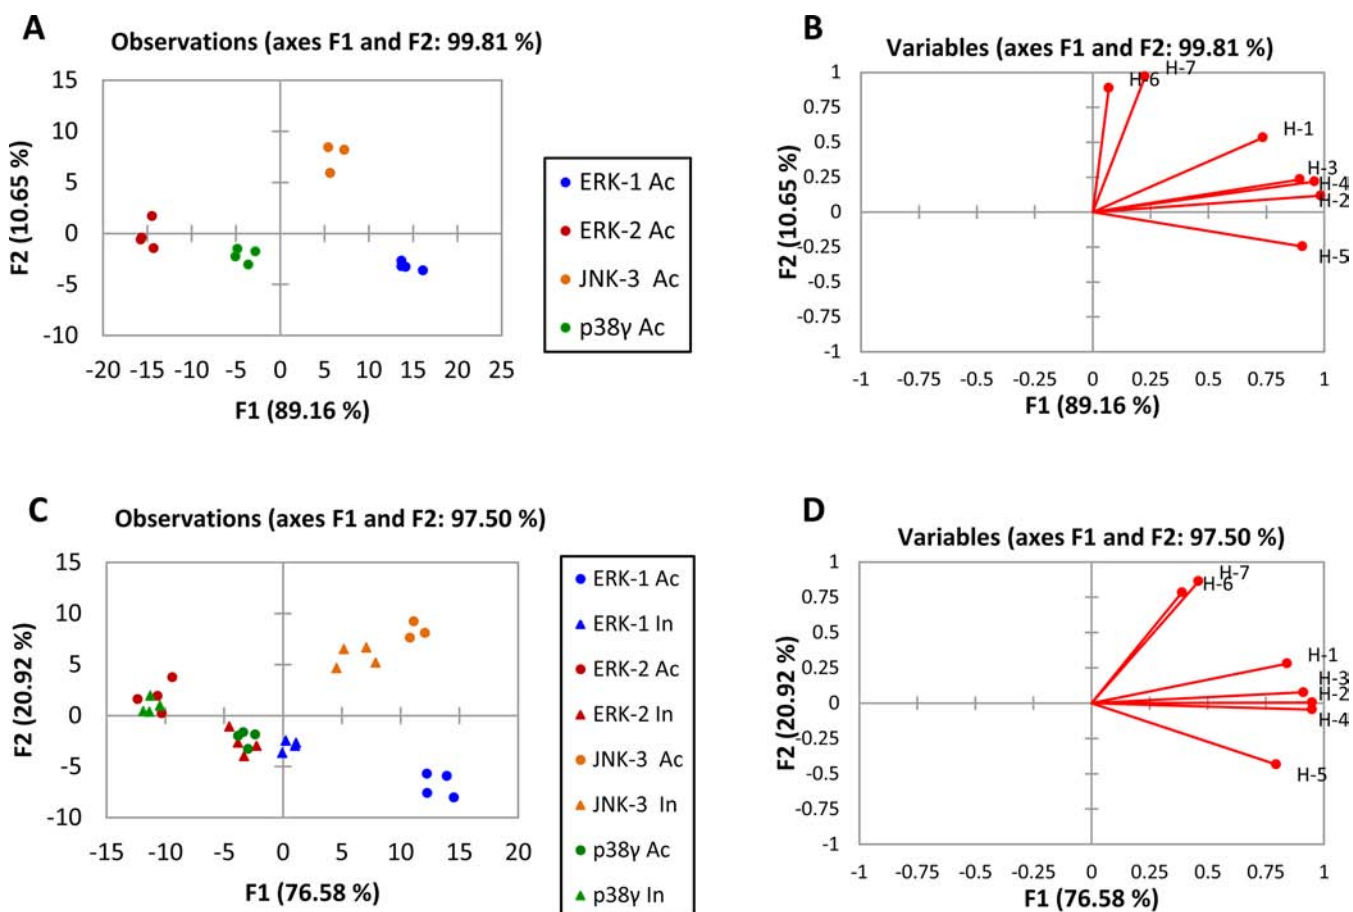 A
Observations (axes F1 and F2: 99.81 %)
15
10
5
0
-5
-10
-20 -15 -10 -5 0 5 10 15 20 25
F2 (10.65 %)
F1 (89.16 %)
ERK-1 Ac
ERK-2 Ac
JNK-3 Ac
p38γ Ac
B
Variables (axes F1 and F2: 99.81 %)
1
0.75
0.5
0.25
0
-0.25
-0.5
-0.75
-1
-1 -0.75 -0.5 -0.25 0 0.25 0.5 0.75 1
F2 (10.65 %)
F1 (89.16 %)
H-7
H-6
H-1
H-3
H-4
H-2
H-5
C
Observations (axes F1 and F2: 97.50 %)
15
10
5
0
-5
-10
-15 -10 -5 0 5 10 15 20
F2 (20.92 %)
F1 (76.58 %)
ERK-1 Ac
ERK-1 In
ERK-2 Ac
ERK-2 In
JNK-3 Ac
JNK-3 In
p38γ Ac
p38γ In
D
Variables (axes F1 and F2: 97.50 %)
1
0.75
0.5
0.25
0
-0.25
-0.5
-0.75
-1
-1 -0.75 -0.5 -0.25 0 0.25 0.5 0.75 1
F2 (20.92 %)
F1 (76.58 %)
H-7
H-6
H-1
H-3
H-2
H-4
H-5